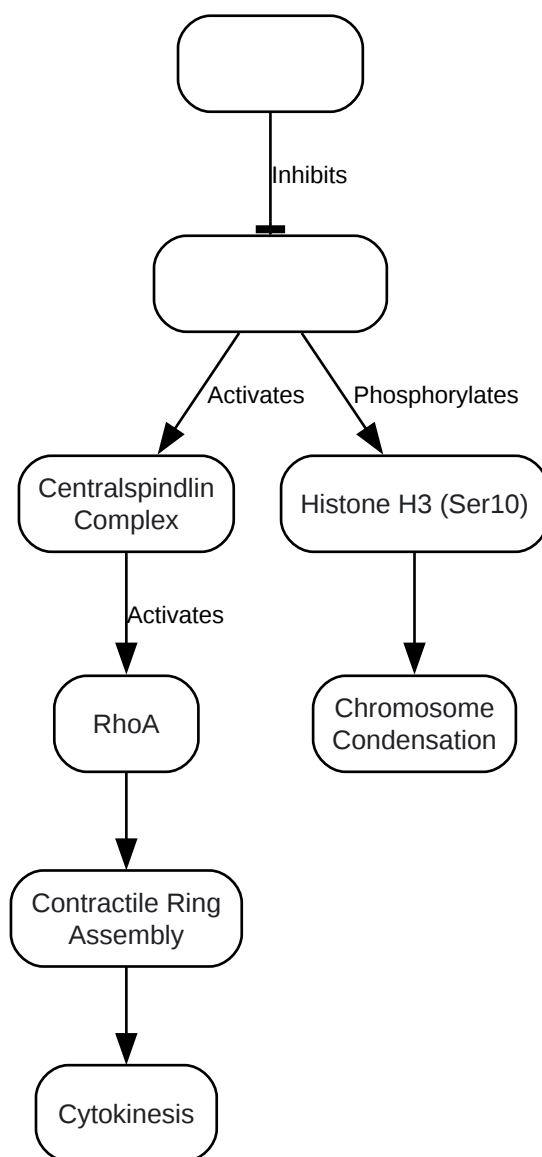 Inhibits
Activates
Phosphorylates
Centralspindlin
Complex
Histone H3 (Ser10)
Activates
RhoA
Chromosome
Condensation
Contractile Ring
Assembly
Cytokinesis